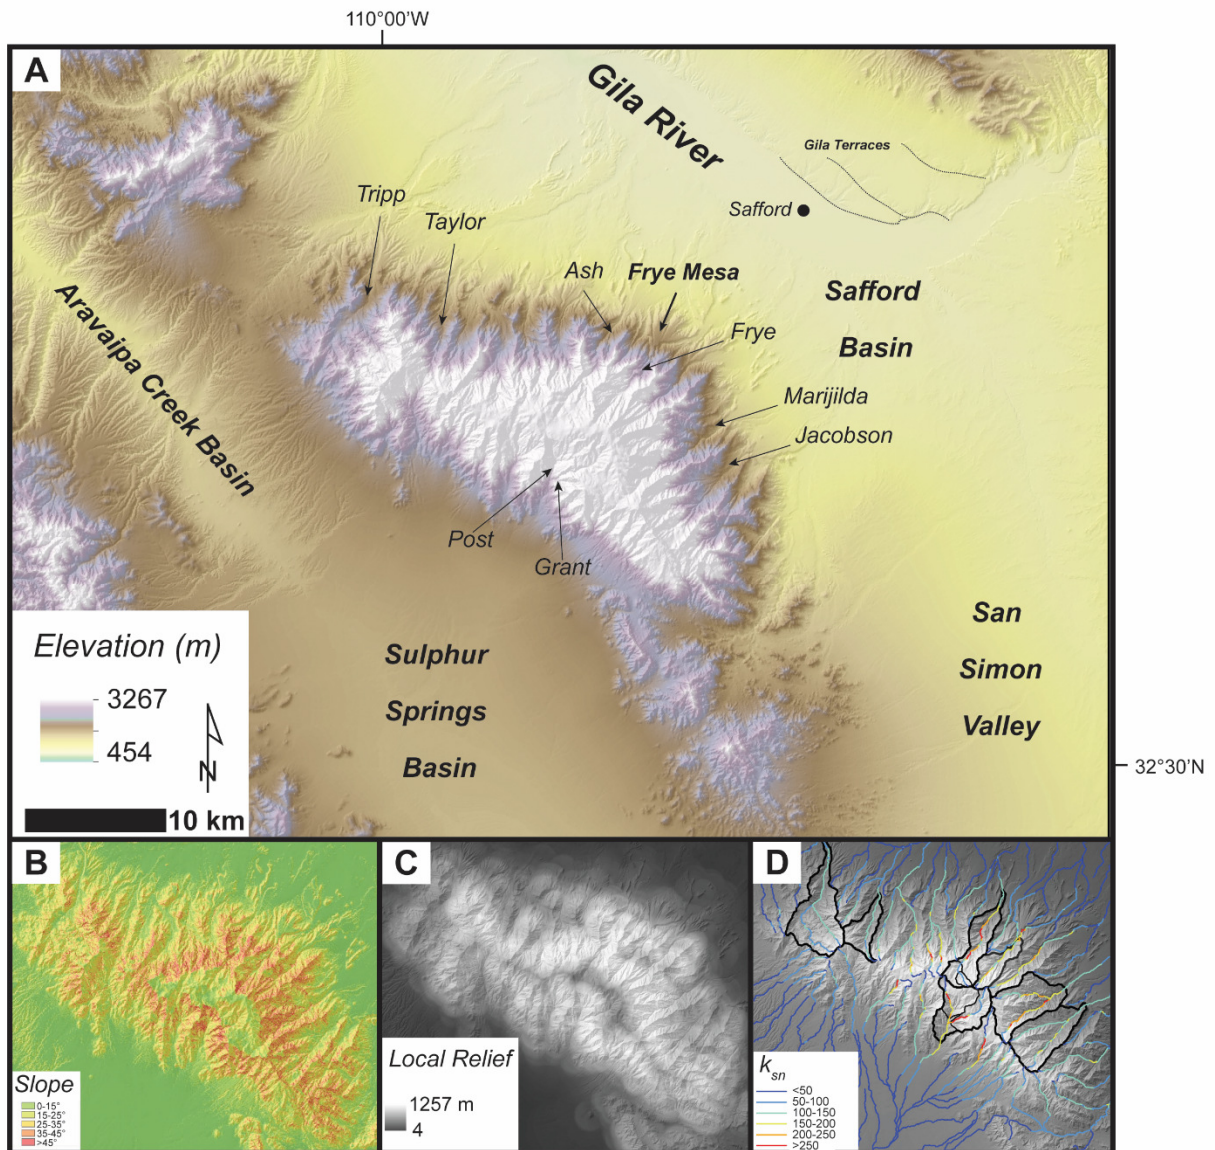 110°00'W
A
Gila River
Gila Terraces
Safford
Tripp
Taylor
Ash
Frye Mesa
Frye
Safford
Basin
Marijilda
Jacobson
Aravaipa Creek Basin
Post
Grant
San
Simon
Valley
Sulphur
Springs
Basin
32°30'N
Elevation (m)
3267
454
N
10 km
B
Slope
0-15°
15-25°
25-35°
35-45°
>45°
C
Local Relief
1257 m
4
D
ksn
<50
50-100
100-150
150-200
200-250
>250